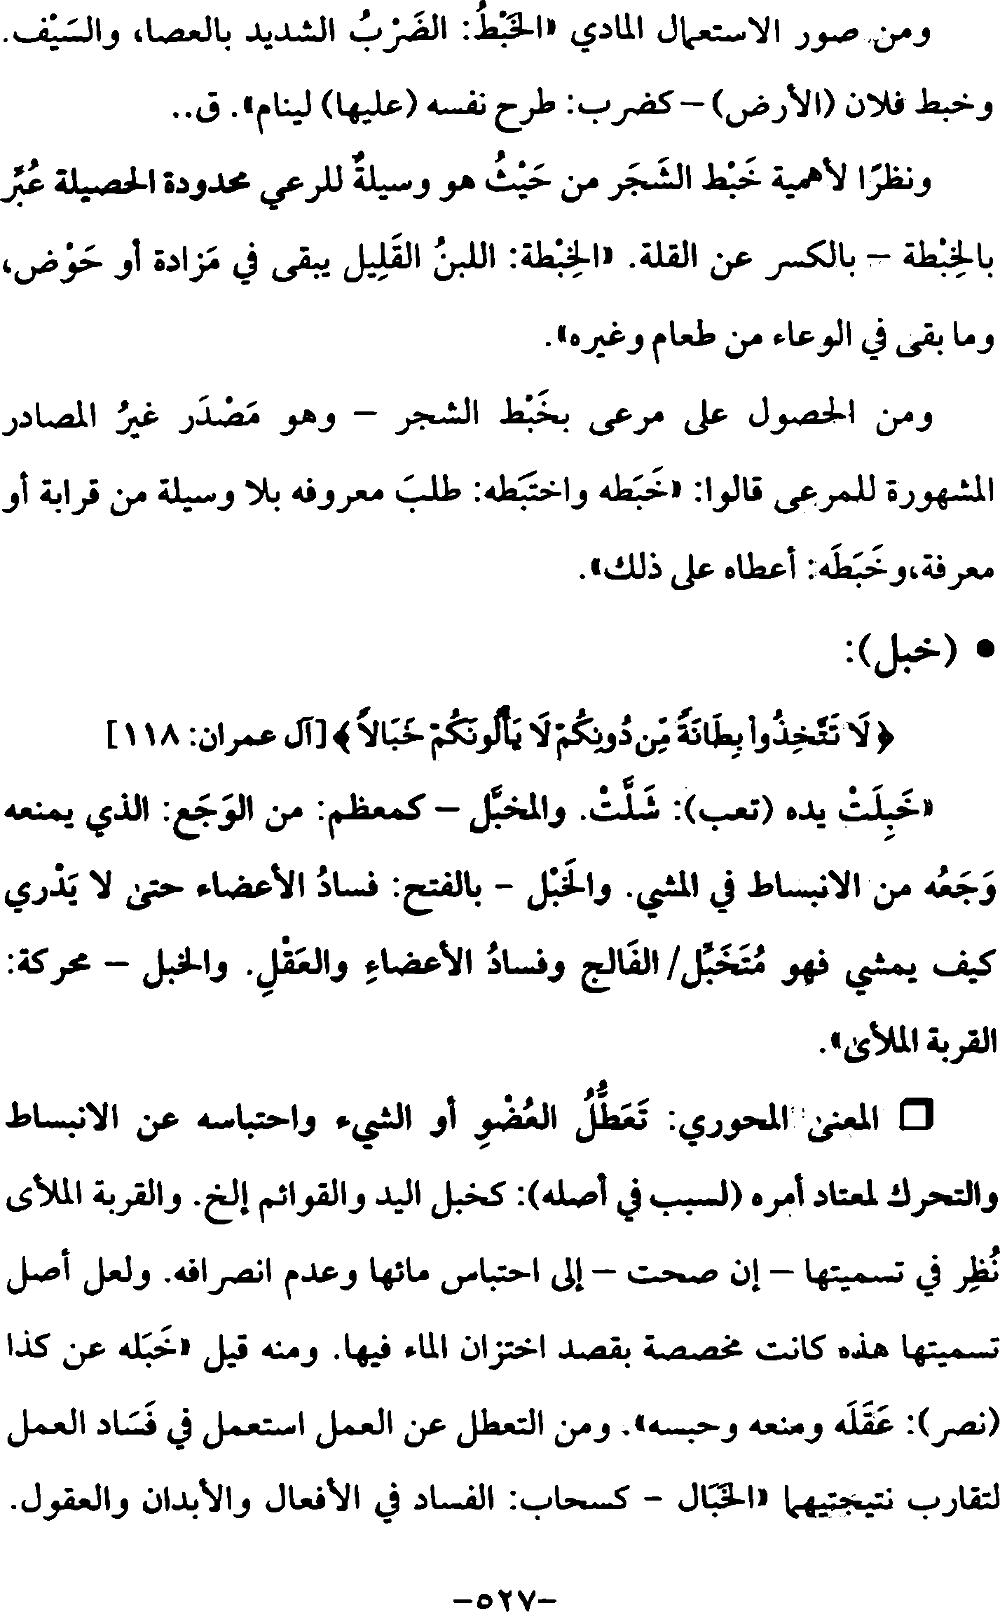 ومن صور الاستعمال المادي «الخَبْطُ: الضَرْبُ الشديد بالعصا، والسَيْف.
وخبط فلان (الأرض) – كضرب: طرح نفسه (عليها) لينام». ق..
ونظرًا لأهمية خَبْط الشَجَر من حَيْثُ هو وسيلةٌ للرعي محدودة الحصيلة عُبِّر
بالخِبْطة – بالكسر عن القلة. «الخِبْطة: اللبنُ القَلِيل يبقى في مَزادة أو حَوْض،
وما بقى في الوعاء من طعام وغيره».
ومن الحصول على مرعى بخَبْط الشجر – وهو مَصْدَر غيرُ المصادر
المشهورة للمرعى قالوا: «خَبَطه واختَبَطه: طلبَ معروفه بلا وسيلة من قرابة أو
معرفة،وخَبَطَه: أعطاه على ذلك».
• (خبل):
﴿لَا تَتَّخِذُواْ بِطَانَةً مِّن دُونِكُمْ لَا يَأْلُونَكُمْ خَبَالاً﴾ [آل عمران: ١١٨]
«خَبِلَتْ يده (تعب): شَلَّتْ. والمخبَّل – كمعظم: من الوَجَع: الذي يمنعه
وَجَعُه من الانبساط في المشي. والخَبْل – بالفتح: فسادُ الأعضاء حتىٰ لا يَدْري
كيف يمشي فهو مُتَخَبِّل/ الفَالج وفسادُ الأعضاءِ والعَقْلِ. والخبل – محركة:
القربة الملأىٰ».
❒ المعنىٰ المحوري: تَعَطُّلُ العُضْوِ أو الشيء واحتباسه عن الانبساط
والتحرك لمعتاد أمره (لسبب في أصله): كخبل اليد والقوائم إلخ. والقربة الملأى
نُظِر في تسميتها – إن صحت – إلى احتباس مائها وعدم انصرافه. ولعل أصل
تسميتها هذه كانت مخصصة بقصد اختزان الماء فيها. ومنه قيل «خَبَله عن كذا
(نصر): عَقَلَه ومنعه وحبسه». ومن التعطل عن العمل استعمل في فَسَاد العمل
لتقارب نتيجتيهما «الخَبَال – كسحاب: الفساد في الأفعال والأبدان والعقول.
-٥٢٧-